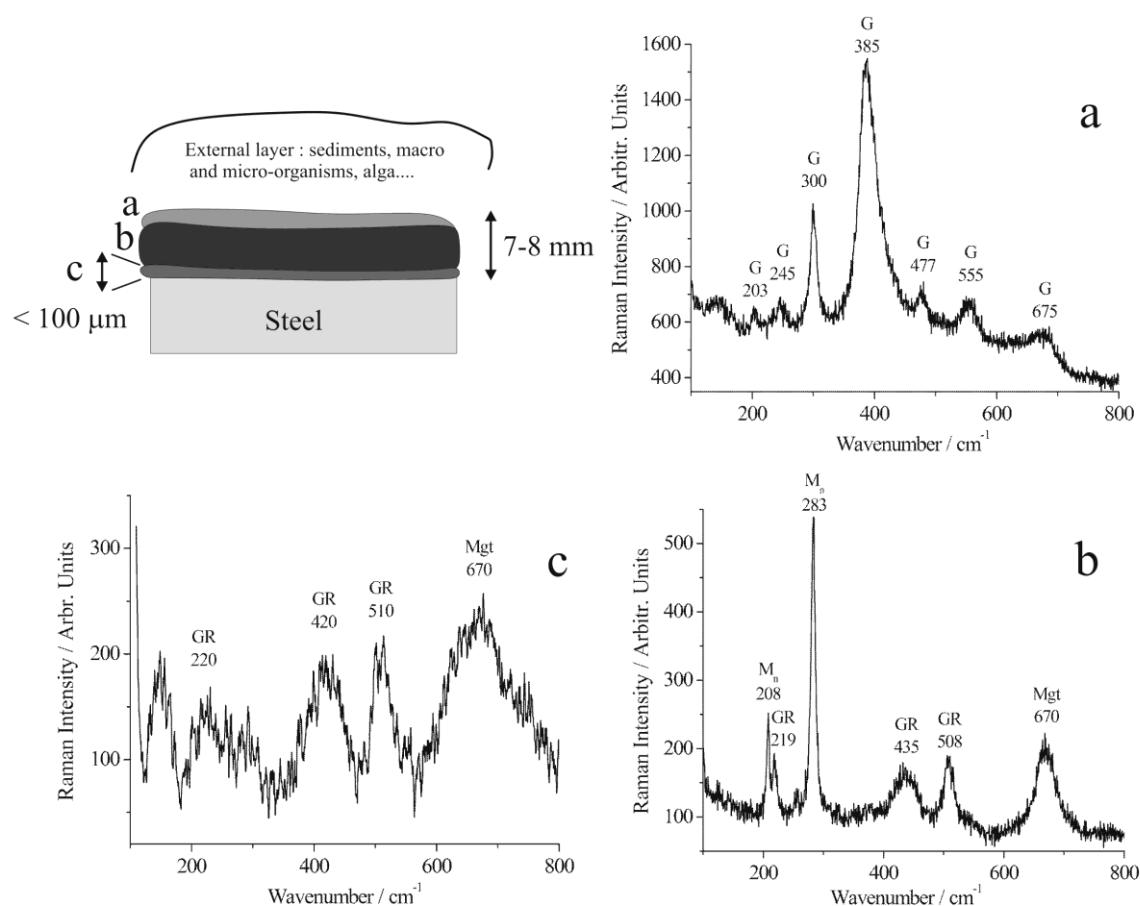 External layer : sediments, macro
and micro-organisms, alga....
a
b
c
7-8 mm
< 100 μm
Steel
a
G
385
G
300
G
203
G
245
G
477
G
555
G
675
1600
1400
1200
1000
800
600
400
200
400
600
800
Raman Intensity / Arbitr. Units
Wavenumber / cm⁻¹
c
Mgt
670
GR
510
GR
420
GR
220
300
200
100
200
400
600
800
Raman Intensity / Arbr. Units
Wavenumber / cm⁻¹
b
Mₙ
283
Mₙ
208
GR
219
GR
435
GR
508
Mgt
670
500
400
300
200
100
200
400
600
800
Raman Intensity / Arbitr. Units
Wavenumber / cm⁻¹